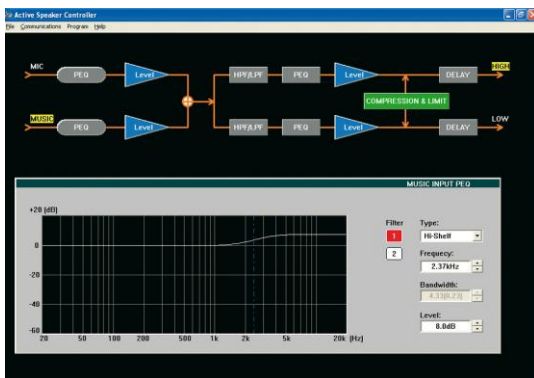 Active Speaker Controller
File Communications Program Help
MIC
PEQ
Level
HPF/LPF
PEQ
Level
DELAY
HIGH
COMPRESSION & LIMIT
MUSIC
PEQ
Level
HPF/LPF
PEQ
Level
DELAY
LOW
MUSIC INPUT PEQ
+20 (dB)
0
-20
-40
-60
20 50 100 200 500 1k 2k 5k 20k (Hz)
Filter
1
2
Type:
Hi-Shelf
Frequecy:
2.37kHz
Bandwidth:
Level:
8.0dB